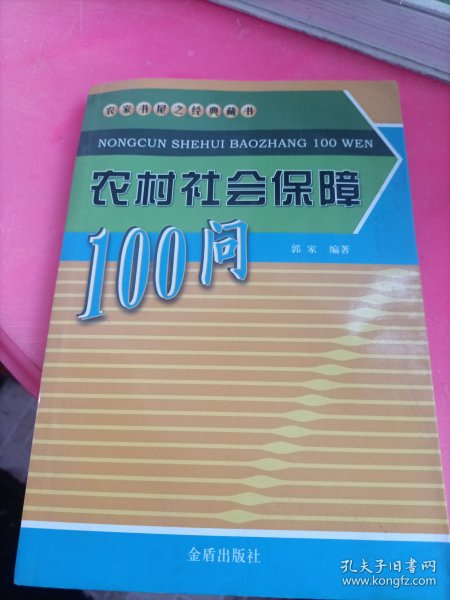 农家书屋之经典藏书
NONGCUN SHEHUI BAOZHANG 100 WEN
农村社会保障
100问
郭家 编著
金盾出版社
孔夫子旧书网
www.kongfz.com